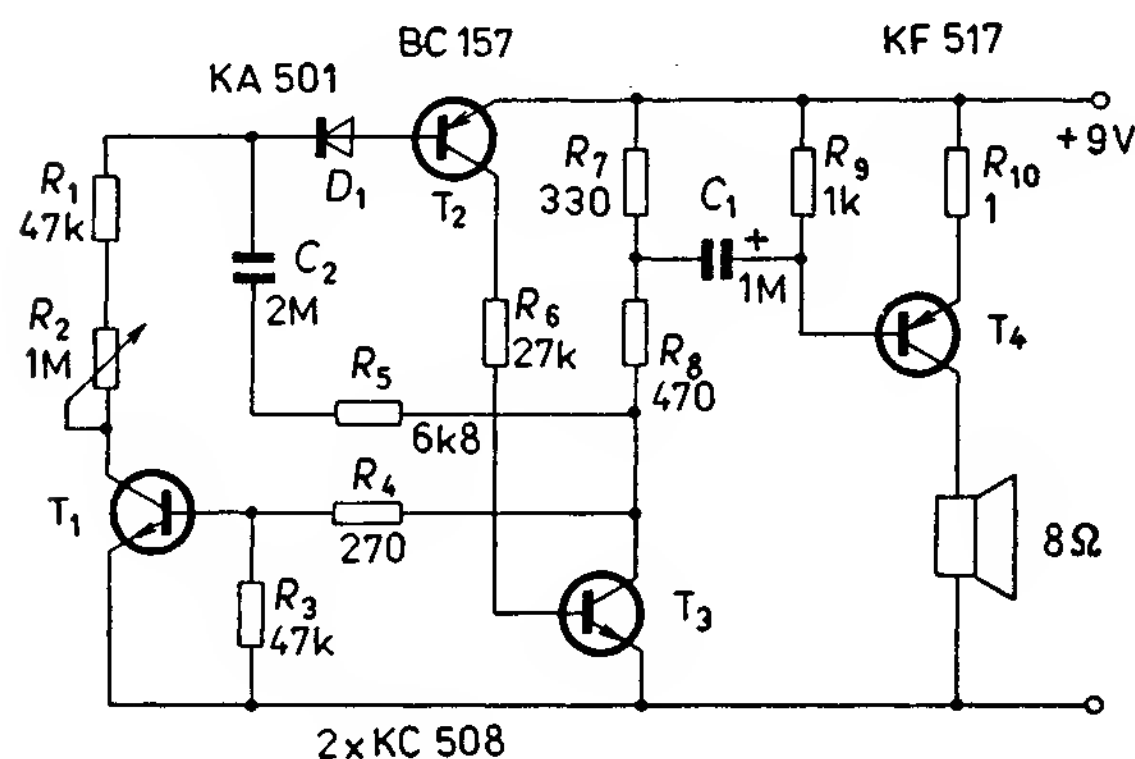 BC 157
KF 517
KA 501
+9V
R1
47k
D1
T2
R7
330
C1
+
1M
R9
1k
R10
1
C2
2M
R2
1M
R6
27k
R8
470
T4
R5
6k8
T1
R4
270
8Ω
R3
47k
T3
2xKC 508